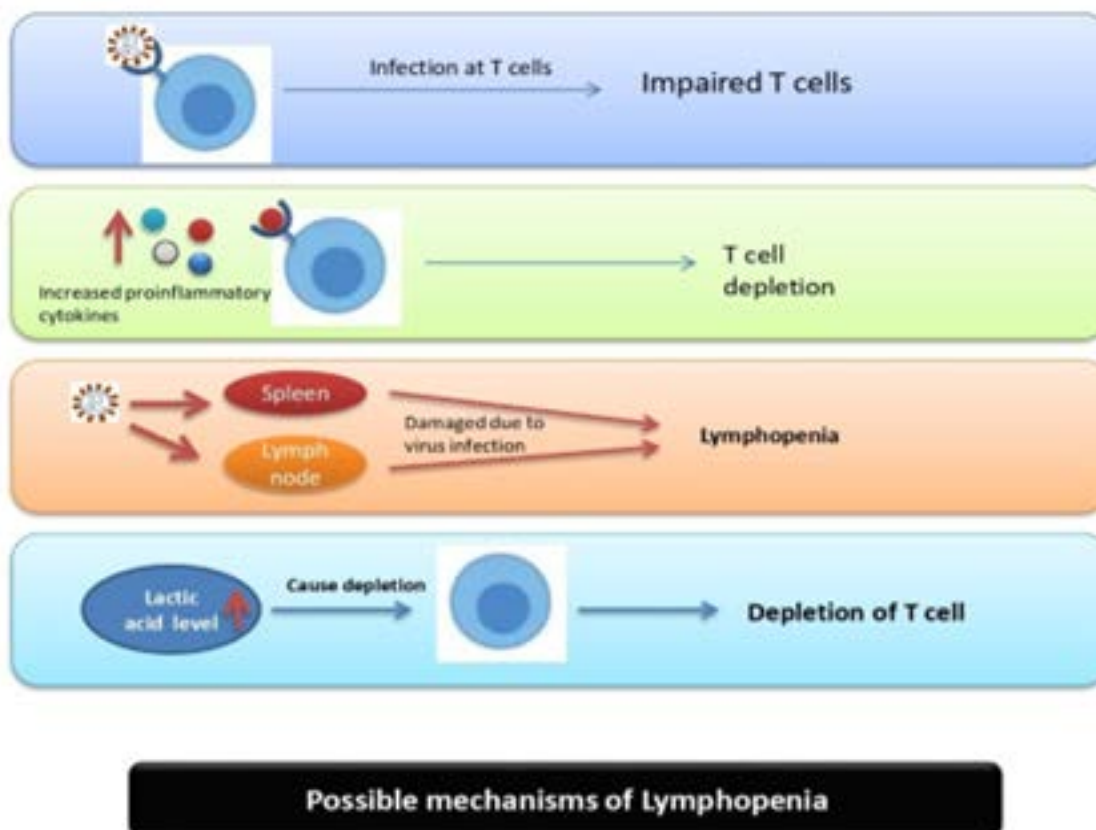 Infection at T cells
Impaired T cells
Increased proinflammatory
cytokines
T cell
depletion
Spleen
Lymph
node
Damaged due to
virus infection
Lymphopenia
Lactic
acid level
Cause depletion
Depletion of T cell
Possible mechanisms of Lymphopenia